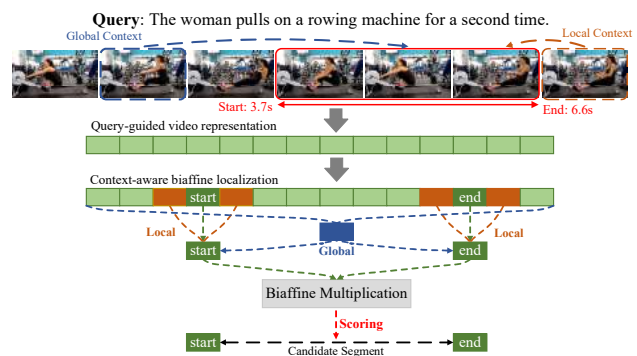 Query: The woman pulls on a rowing machine for a second time.
Global Context
Local Context
Start: 3.7s
End: 6.6s
Query-guided video representation
Context-aware biaffine localization
start
end
Local
Global
Local
start
end
Biaffine Multiplication
Scoring
start
end
Candidate Segment